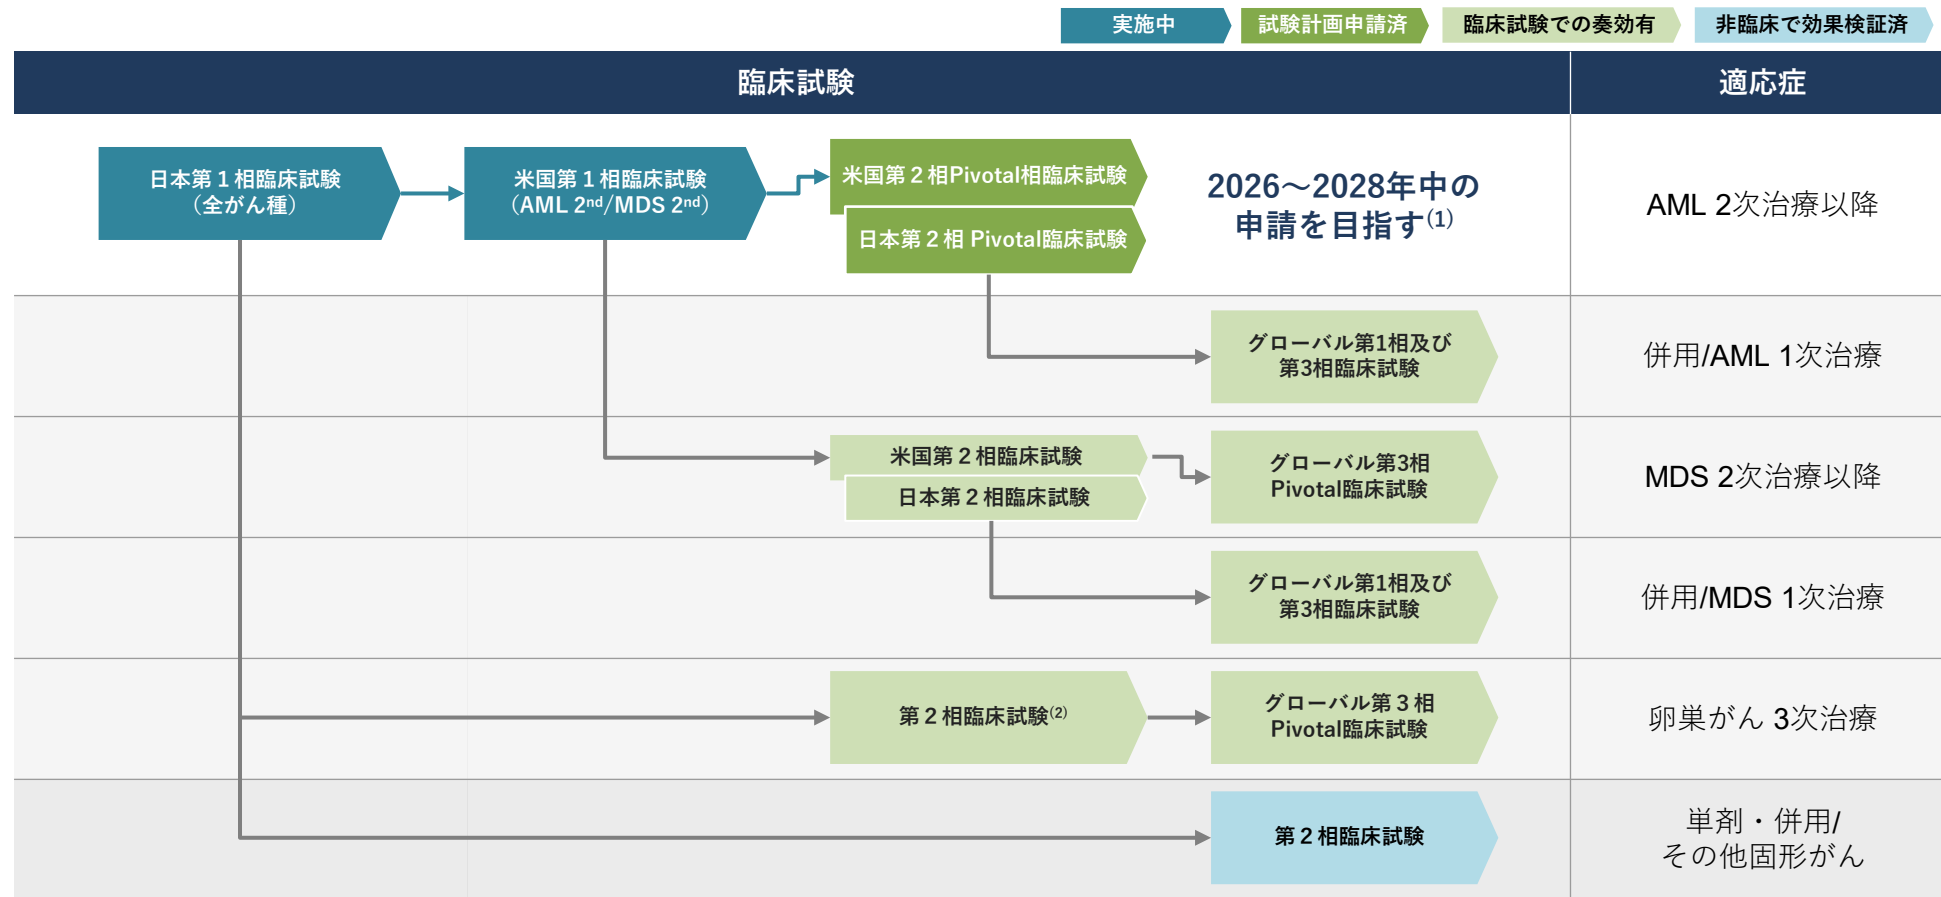 実施中
試験計画申請済
臨床試験での奏効有
非臨床で効果検証済
臨床試験
適応症
日本第１相臨床試験
（全がん種）
米国第１相臨床試験
（AML 2nd/MDS 2nd）
米国第２相Pivotal相臨床試験
日本第２相 Pivotal臨床試験
2026～2028年中の
申請を目指す(1)
AML 2次治療以降
グローバル第1相及び
第3相臨床試験
併用/AML 1次治療
米国第２相臨床試験
日本第２相臨床試験
グローバル第3相
Pivotal臨床試験
MDS 2次治療以降
グローバル第1相及び
第3相臨床試験
併用/MDS 1次治療
第２相臨床試験(2)
グローバル第３相
Pivotal臨床試験
卵巣がん 3次治療
第２相臨床試験
単剤・併用/
その他固形がん